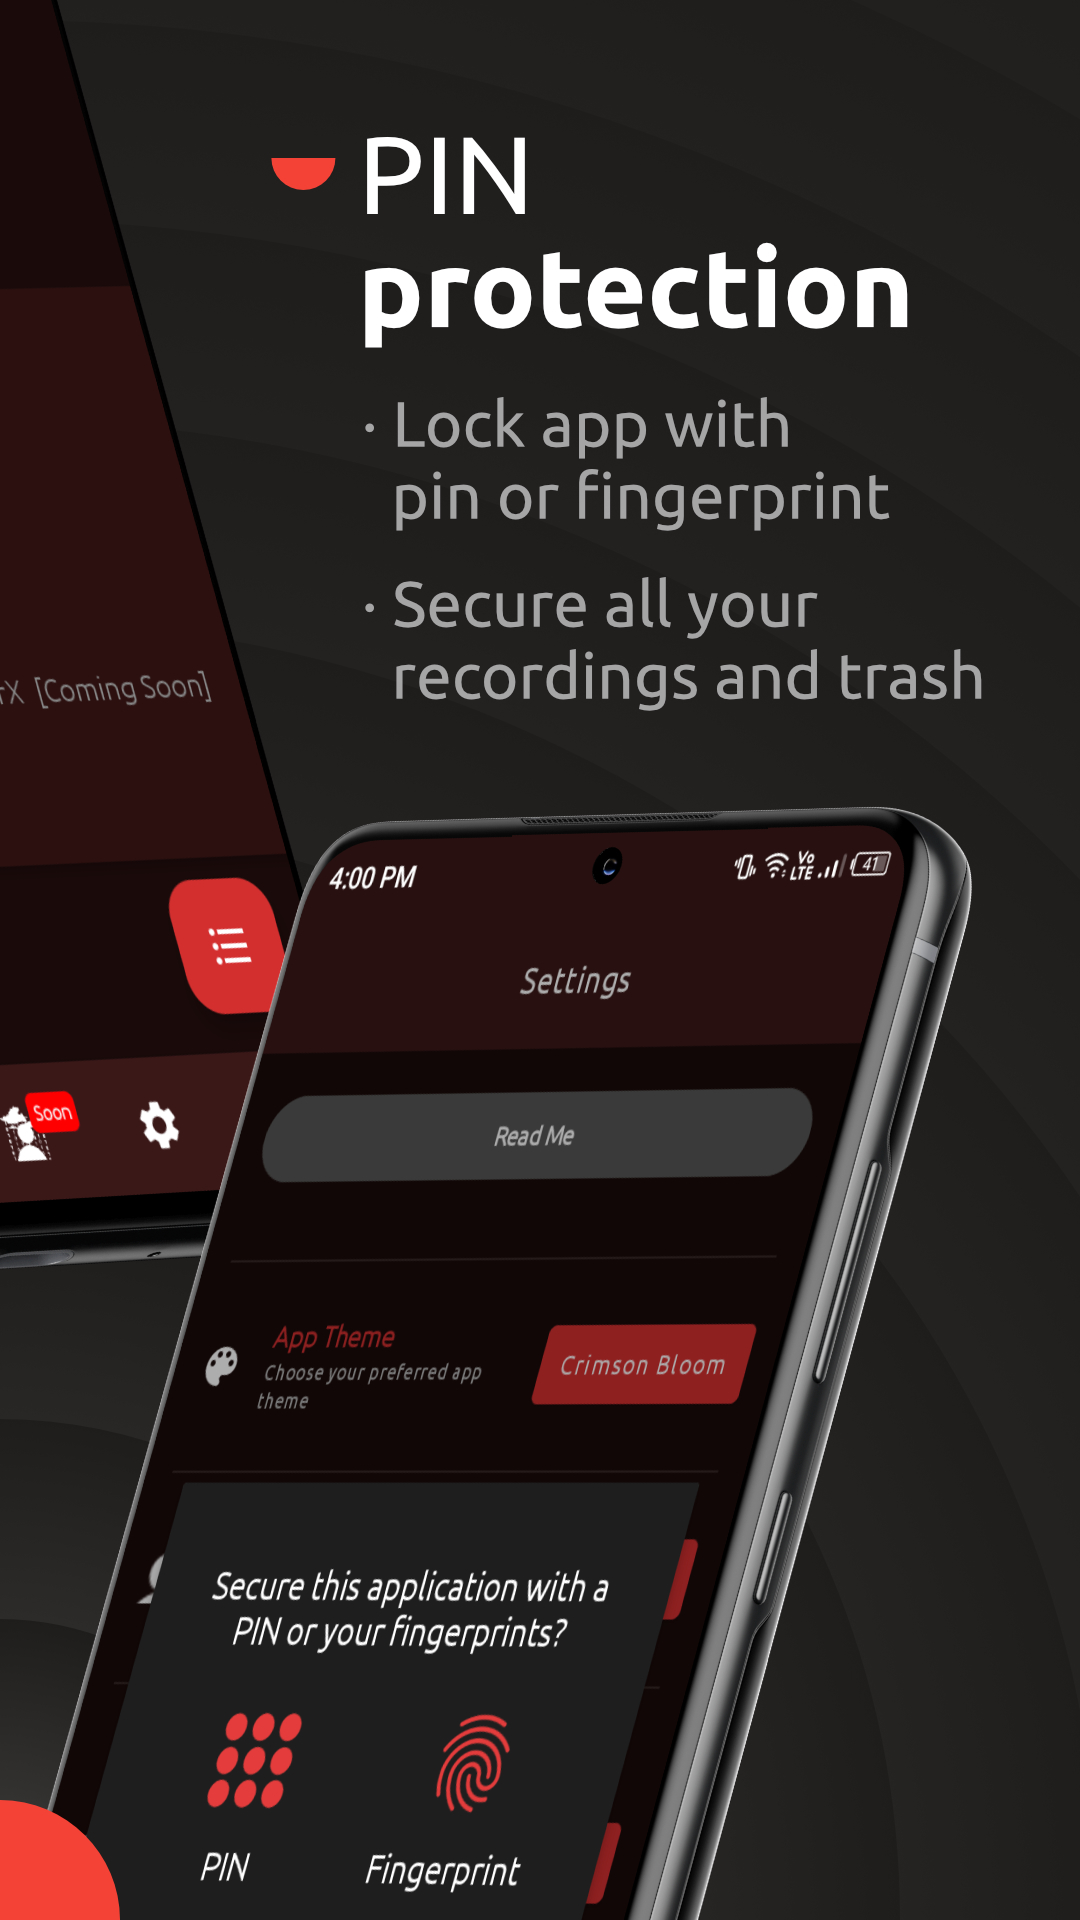 PIN
protection
· Lock app with
pin or fingerprint
· Secure all your
recordings and trash
[Coming Soon]
Soon
4:00 PM
Vo
LTE
41
Settings
Read Me
App Theme
Choose your preferred app
theme
Crimson Bloom
Secure this application with a
PIN or your fingerprints?
PIN
Fingerprint